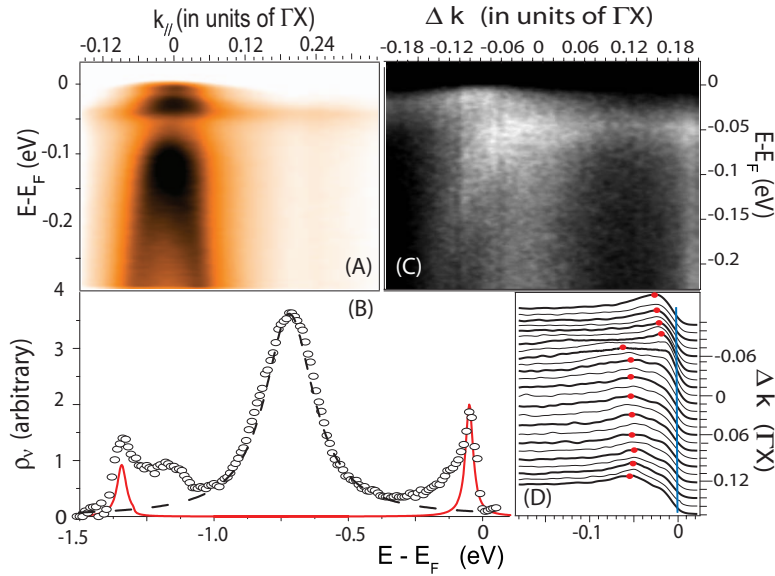 k// (in units of ΓX)
-0.12 0 0.12 0.24
Δ k (in units of ΓX)
-0.18 -0.12 -0.06 0 0.06 0.12 0.18
0
-0.1
-0.2
E-EF (eV)
(A)
(C)
0
-0.05
-0.1
-0.15
-0.2
E-EF (eV)
(B)
4
3
2
1
0
ρν (arbitrary)
-1.5 -1.0 -0.5 0
E - EF (eV)
(D)
-0.06
0
0.06
0.12
Δ k (ΓX)
-0.1 0